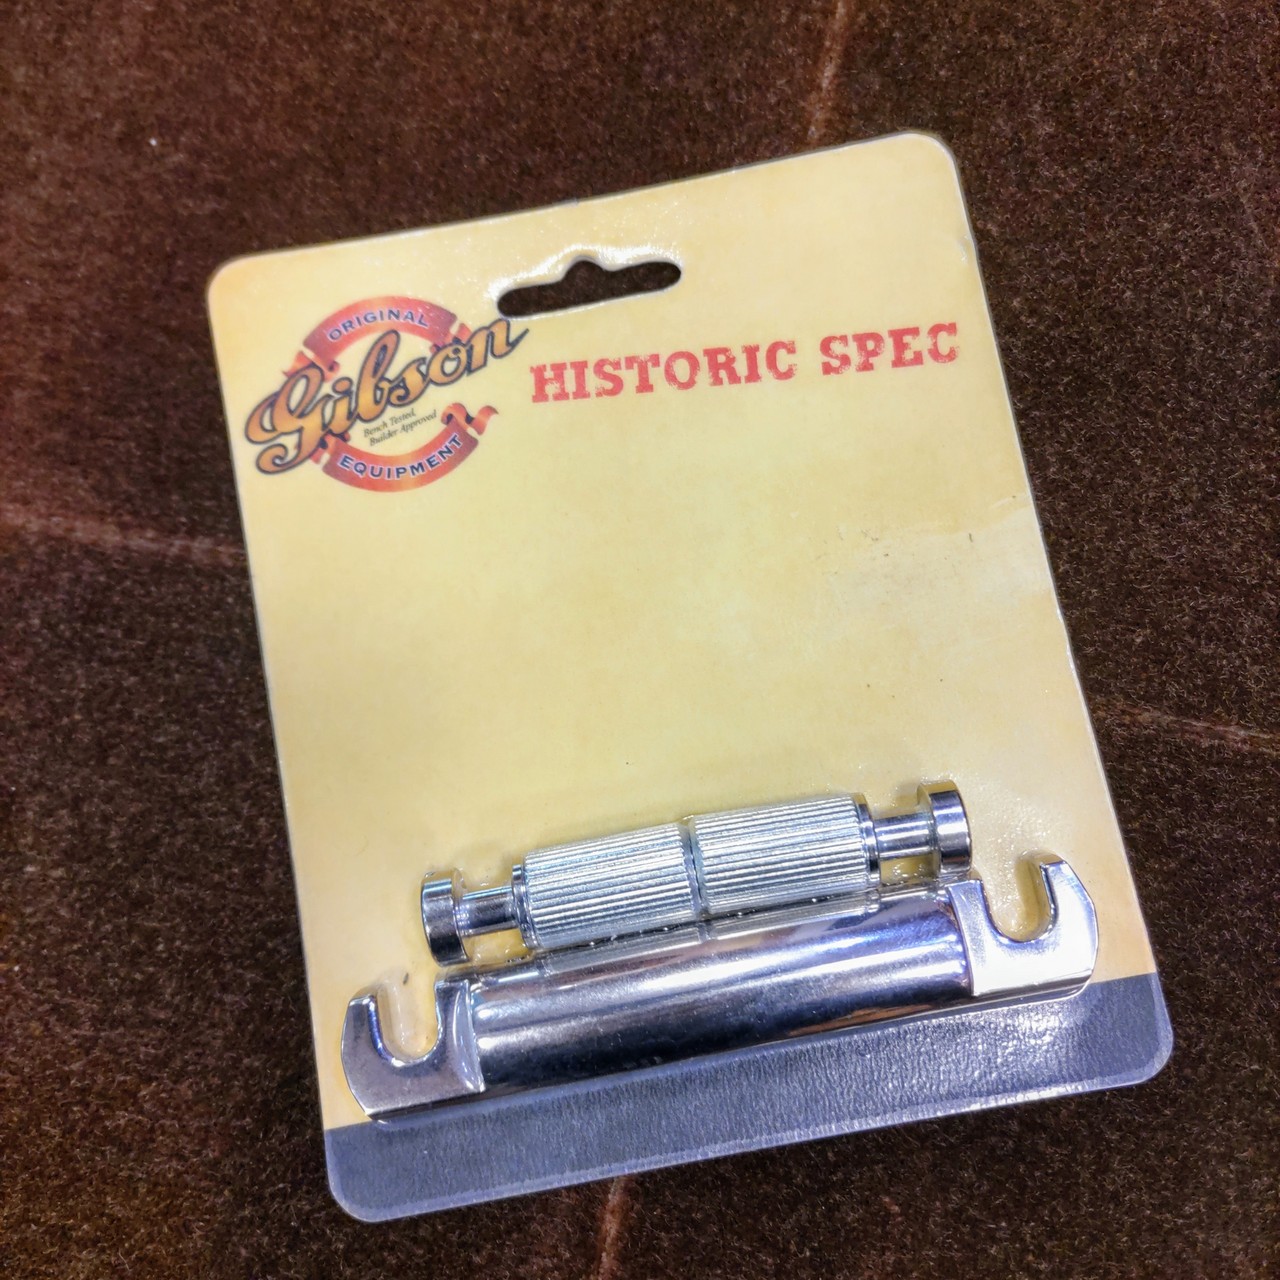 ORIGINAL
Gibson
Bench Tested,
Builder Approved
EQUIPMENT
HISTORIC SPEC